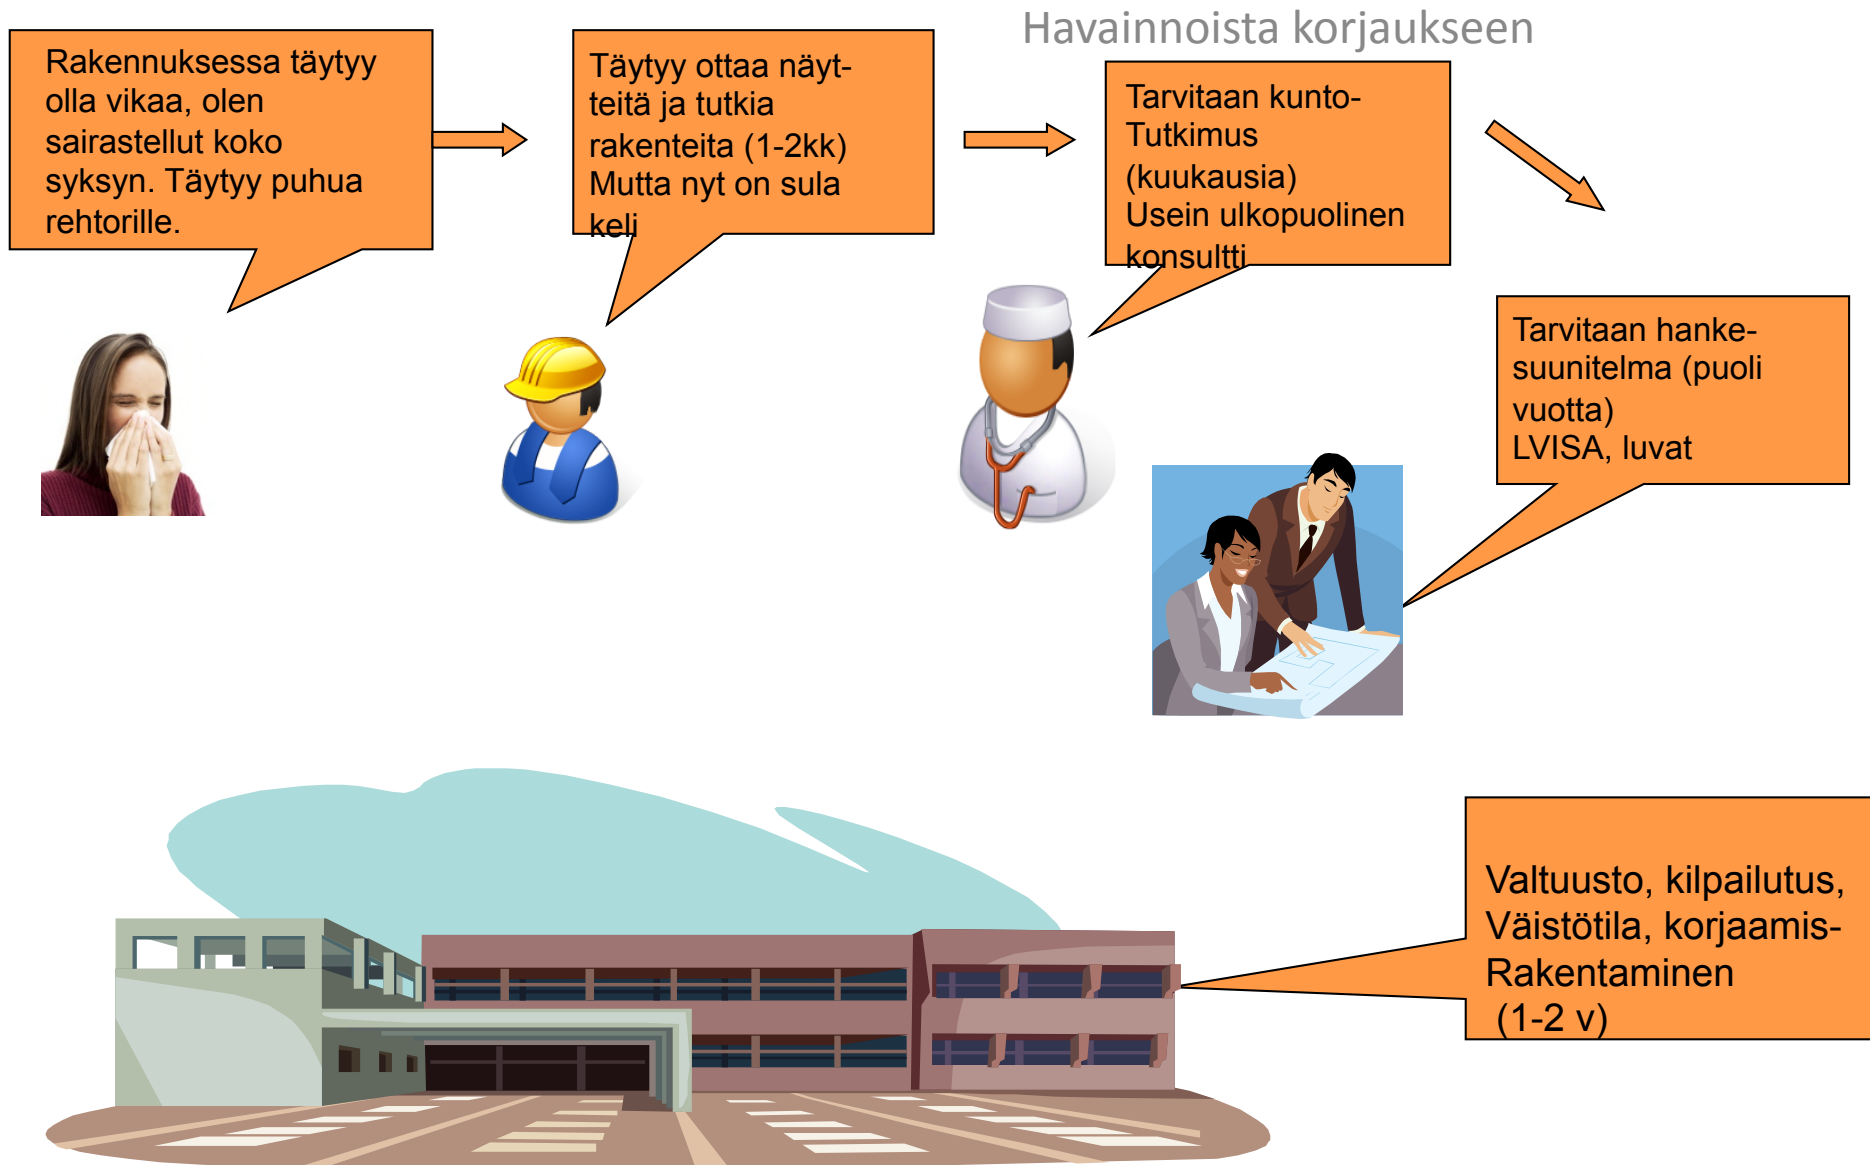 Havainnoista korjaukseen
Rakennuksessa täytyy
olla vikaa, olen
sairastellut koko
syksyn. Täytyy puhua
rehtorille.
Täytyy ottaa näyt-
teitä ja tutkia
rakenteita (1-2kk)
Mutta nyt on sula
keli
Tarvitaan kunto-
Tutkimus
(kuukausia)
Usein ulkopuolinen
konsultti
Tarvitaan hanke-
suunitelma (puoli
vuotta)
LVISA, luvat
Valtuusto, kilpailutus,
Väistötila, korjaamis-
Rakentaminen
(1-2 v)